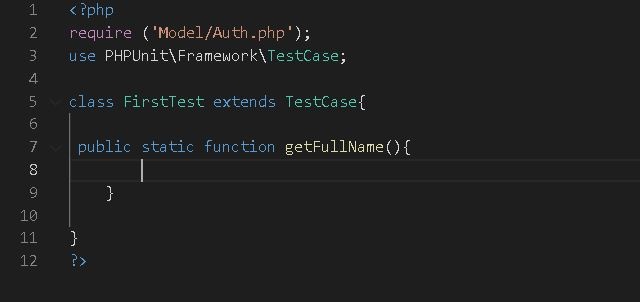 1 <?php
2 require ('Model/Auth.php');
3 use PHPUnit\Framework\TestCase;
4
5 class FirstTest extends TestCase{
6
7 public static function getFullName(){
8
9 }
10
11 }
12 ?>